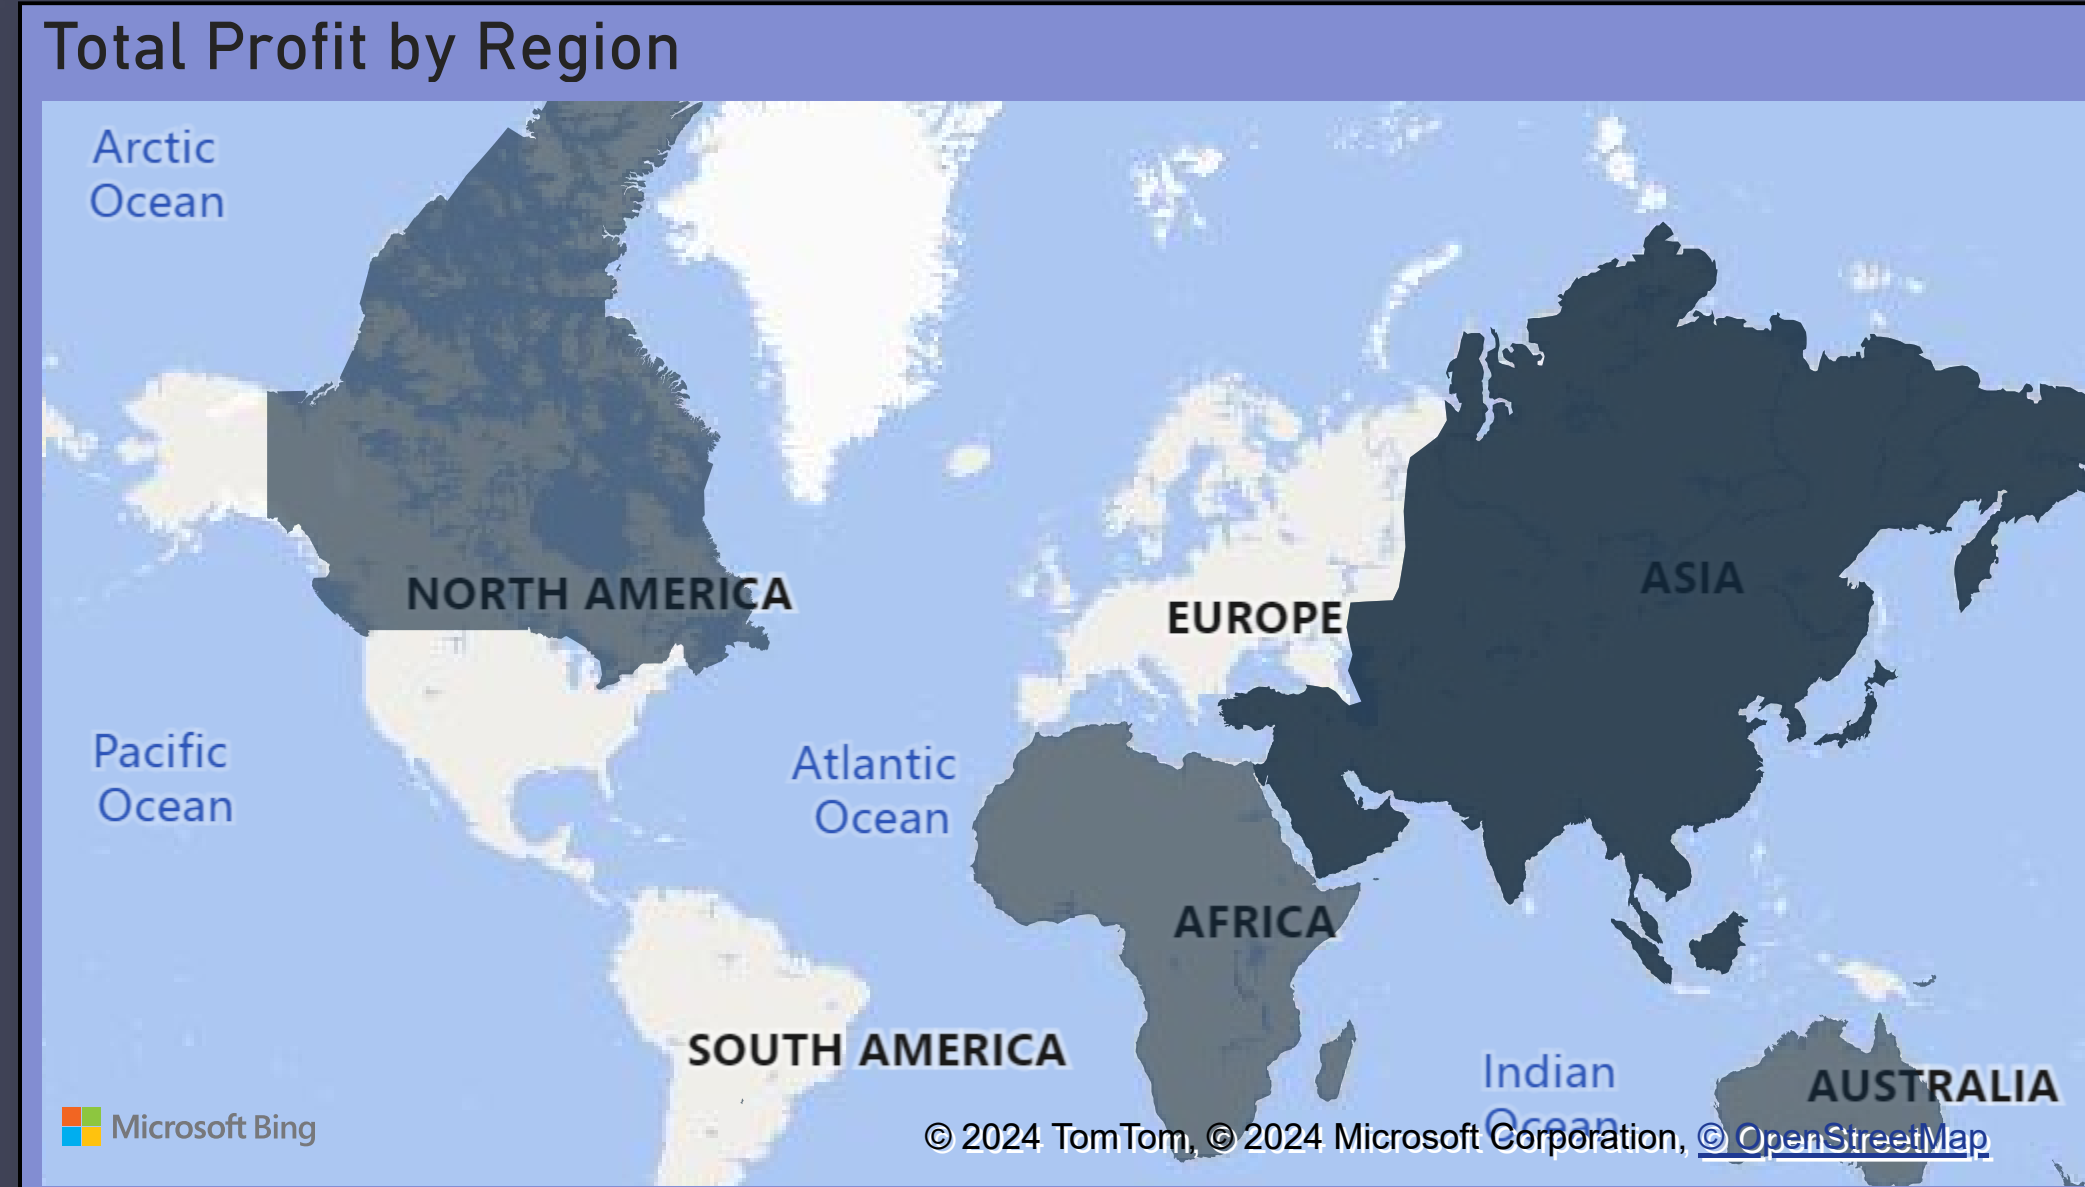 Total Profit by Region
Arctic
Ocean
NORTH AMERICA
ASIA
EUROPE
Pacific
Ocean
Atlantic
Ocean
AFRICA
SOUTH AMERICA
Indian
Ocean
AUSTRALIA
Microsoft Bing
© 2024 TomTom, © 2024 Microsoft Corporation, © OpenStreetMap